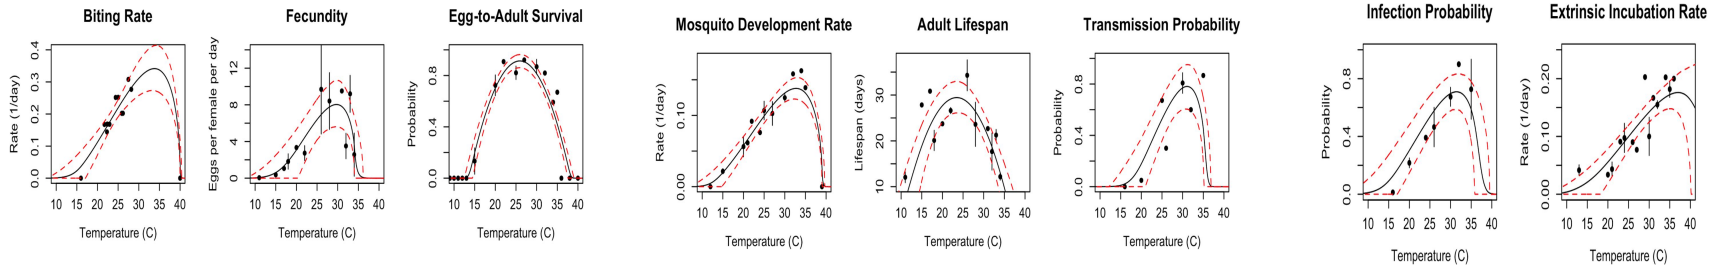 Biting Rate
Rate (1/day)
0.0 0.1 0.2 0.3 0.4
10 15 20 25 30 35 40
Temperature (C)
Fecundity
Eggs per female per day
0 4 8 12
10 15 20 25 30 35 40
Temperature (C)
Egg-to-Adult Survival
Probability
0.0 0.4 0.8
10 15 20 25 30 35 40
Temperature (C)
Mosquito Development Rate
Rate (1/day)
0.00 0.10
10 15 20 25 30 35 40
Temperature (C)
Adult Lifespan
Lifespan (days)
10 20 30
10 15 20 25 30 35 40
Temperature (C)
Transmission Probability
Probability
0.0 0.4 0.8
10 15 20 25 30 35 40
Temperature (C)
Infection Probability
Probability
0.0 0.4 0.8
10 15 20 25 30 35 40
Temperature (C)
Extrinsic Incubation Rate
Rate (1/day)
0.00 0.10 0.20
10 15 20 25 30 35 40
Temperature (C)